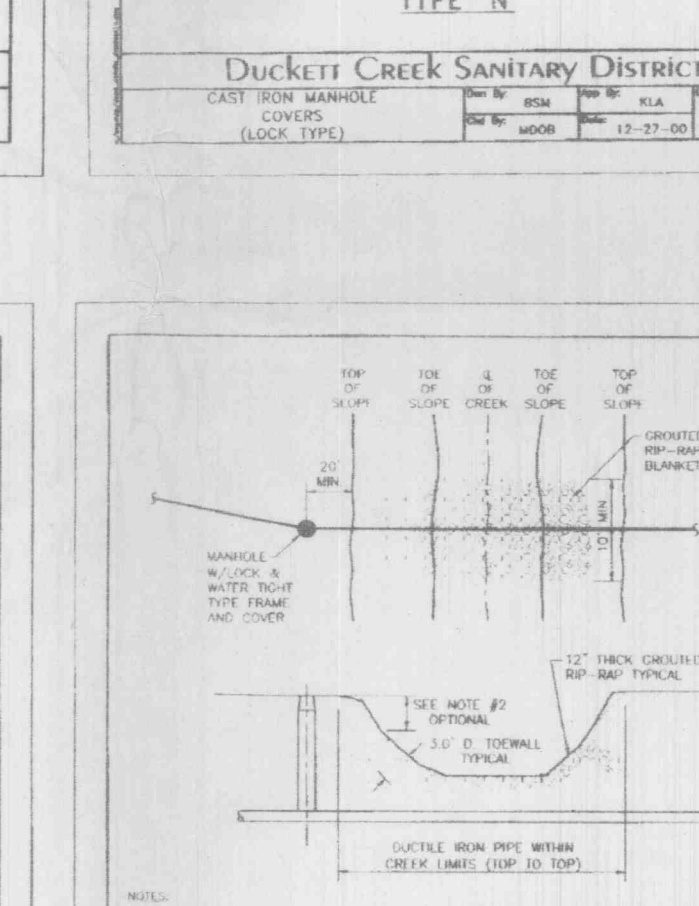 TYPE "N"
Duckett Creek Sanitary District
CAST IRON MANHOLE
COVERS
(LOCK TYPE)
Dwn By:
BSM
App By:
KLA
Ckd By:
MDOB
Date:
12-27-00
TOP
OF
SLOPE
TOE
OF
SLOPE
℄
OF
CREEK
TOE
OF
SLOPE
TOP
OF
SLOPE
GROUTED
RIP-RAP
BLANKET
20'
MIN
10' MIN
MANHOLE
W/LOCK &
WATER TIGHT
TYPE FRAME
AND COVER
12" THICK GROUTED
RIP-RAP TYPICAL
SEE NOTE #2
OPTIONAL
3.0' D. TOEWALL
TYPICAL
DUCTILE IRON PIPE WITHIN
CREEK LIMITS (TOP TO TOP)
NOTES: